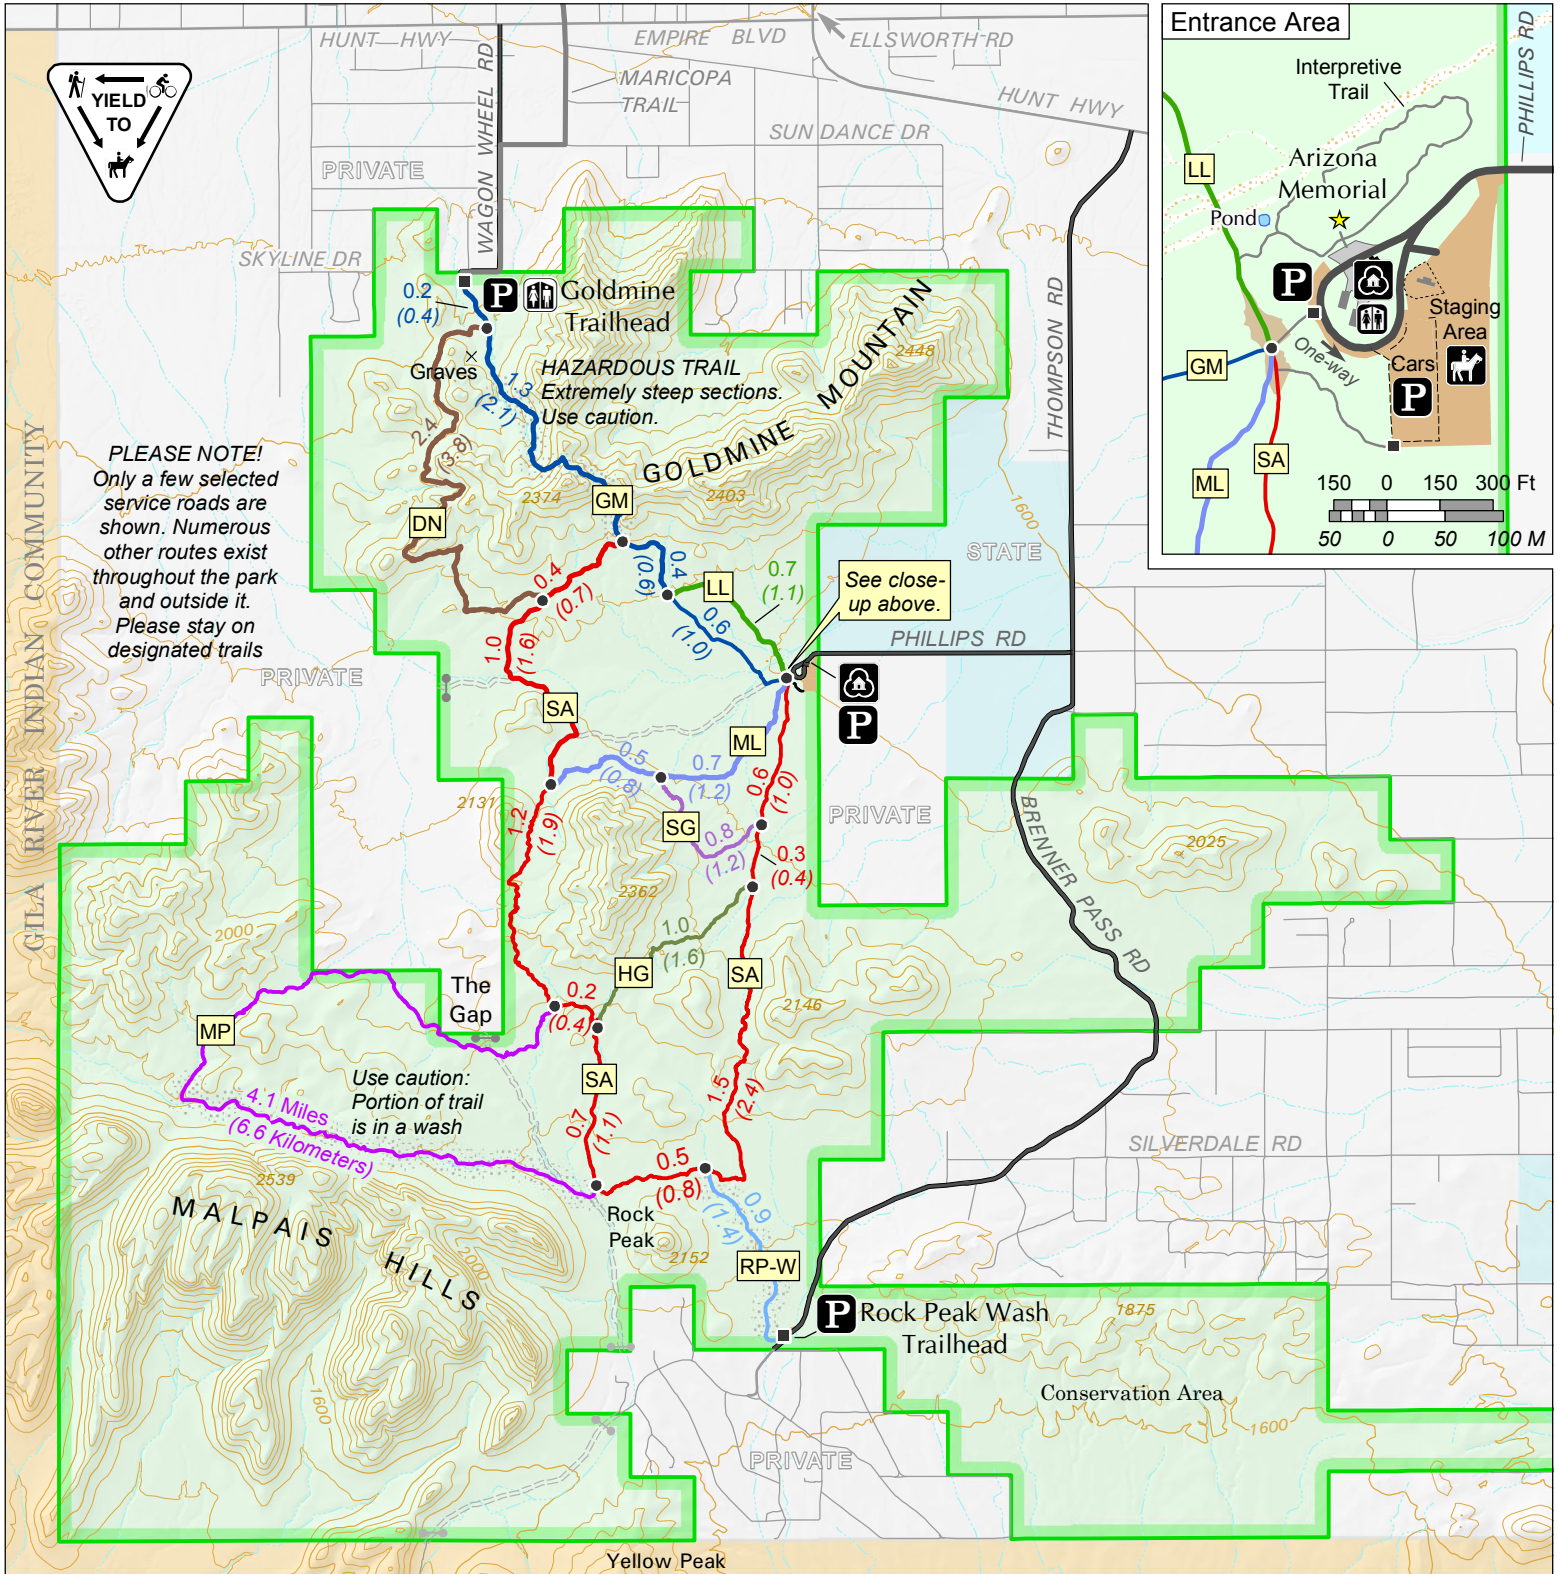 HUNT HWY
WAGON WHEEL RD
EMPIRE BLVD
ELLSWORTH RD
MARICOPA
TRAIL
HUNT HWY
SUN DANCE DR
YIELD
TO
PRIVATE
SKYLINE DR
THOMPSON RD
0.2
(0.4)
P
Goldmine
Trailhead
Graves
HAZARDOUS TRAIL
Extremely steep sections.
Use caution.
1.3
(2.1)
2448
GOLDMINE MOUNTAIN
2.4
(3.8)
PLEASE NOTE!
Only a few selected
service roads are
shown. Numerous
other routes exist
throughout the park
and outside it.
Please stay on
designated trails
GILA RIVER INDIAN COMMUNITY
2374
GM
2403
DN
1600
STATE
0.4
(0.7)
0.4
(0.6)
LL
0.7
(1.1)
See close-
up above.
0.6
(1.0)
PHILLIPS RD
1.0
(1.6)
PRIVATE
SA
P
ML
0.5
(0.8)
0.7
(1.2)
0.6
(1.0)
PRIVATE
BRENNER PASS RD
2131
1.2
(1.9)
SG
0.8
(1.2)
0.3
(0.4)
2025
2362
2000
1.0
(1.6)
HG
SA
The
Gap
0.2
(0.4)
2146
MP
Use caution:
Portion of trail
is in a wash
SA
4.1 Miles
(6.6 Kilometers)
0.7
(1.1)
1.5
(2.4)
SILVERDALE RD
0.5
(0.8)
2539
MALPAIS HILLS
Rock
Peak
0.9
(1.4)
2152
2000
RP-W
P
Rock Peak Wash
Trailhead
1875
1600
Conservation Area
1600
PRIVATE
Yellow Peak
Entrance Area
PHILLIPS RD
Interpretive
Trail
LL
Arizona
Memorial
Pond
P
Staging
Area
GM
One-way
Cars
P
SA
ML
150 0 150 300 Ft
50 0 50 100 M